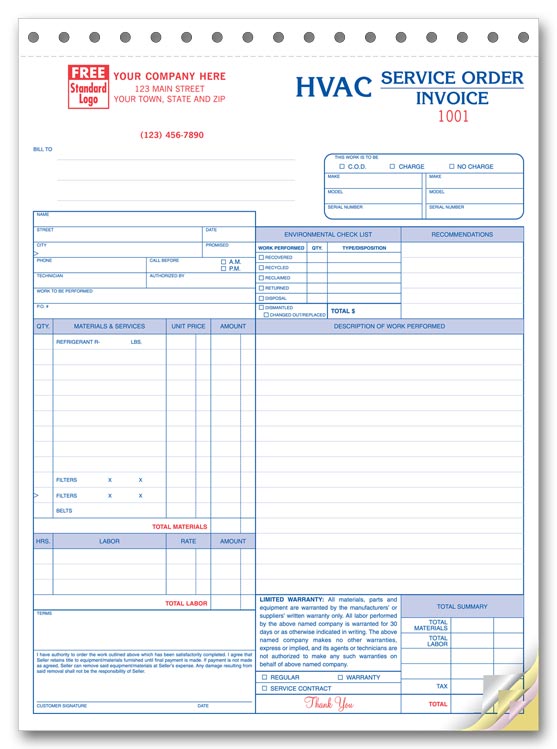 FREE
Standard
Logo
YOUR COMPANY HERE
123 MAIN STREET
YOUR TOWN, STATE AND ZIP
(123) 456-7890
HVAC
SERVICE ORDER
INVOICE
1001
BILL TO
THIS WORK IS TO BE
C.O.D. CHARGE NO CHARGE
MAKE MAKE
MODEL MODEL
SERIAL NUMBER SERIAL NUMBER
NAME
STREET DATE
CITY PROMISED
PHONE CALL BEFORE A.M.
P.M.
TECHNICIAN AUTHORIZED BY
WORK TO BE PERFORMED
P.O. #
ENVIRONMENTAL CHECK LIST RECOMMENDATIONS
WORK PERFORMED QTY. TYPE/DISPOSITION
RECOVERED
RECYCLED
RECLAIMED
RETURNED
DISPOSAL
DISMANTLED
CHANGED OUT/REPLACED
TOTAL $
QTY. MATERIALS & SERVICES UNIT PRICE AMOUNT DESCRIPTION OF WORK PERFORMED
REFRIGERANT R- LBS.
FILTERS X X
FILTERS X X
BELTS
TOTAL MATERIALS
HRS. LABOR RATE AMOUNT
TOTAL LABOR
TERMS
I have authority to order the work outlined above which has been satisfactorily completed. I agree that
Seller retains title to equipment/materials furnished until final payment is made. If payment is not made
as agreed, Seller can remove said equipment/materials at Seller's expense. Any damage resulting from
said removal shall not be the responsibility of Seller.
CUSTOMER SIGNATURE DATE
LIMITED WARRANTY: All materials, parts and
equipment are warranted by the manufacturers' or
suppliers' written warranty only. All labor performed
by the above named company is warranted for 30
days or as otherwise indicated in writing. The above
named company makes no other warranties,
express or implied, and its agents or technicians are
not authorized to make any such warranties on
behalf of above named company.
REGULAR WARRANTY
SERVICE CONTRACT
Thank You
TOTAL SUMMARY
TOTAL
MATERIALS
TOTAL
LABOR
TAX
TOTAL